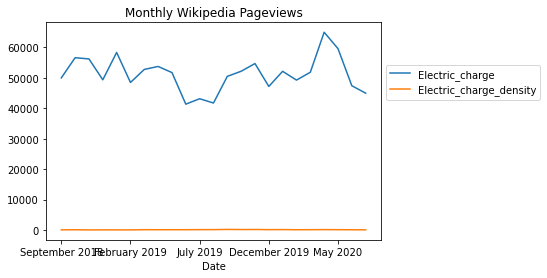 Monthly Wikipedia Pageviews
60000
50000
40000
30000
20000
10000
0
Electric_charge
Electric_charge_density
September 2018 February 2019 July 2019 December 2019 May 2020
Date